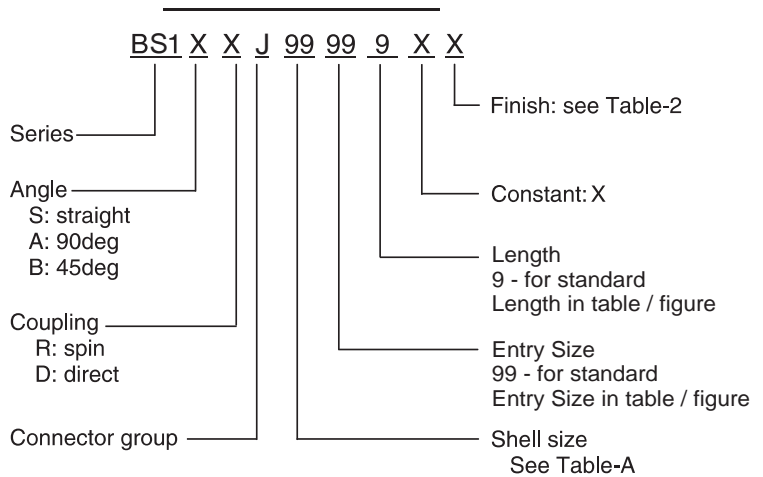 BS1 X X J 99 99 9 X X
Finish: see Table-2
Series
Angle
S: straight
A: 90deg
B: 45deg
Constant: X
Length
9 - for standard
Length in table / figure
Coupling
R: spin
D: direct
Entry Size
99 - for standard
Entry Size in table / figure
Connector group
Shell size
See Table-A